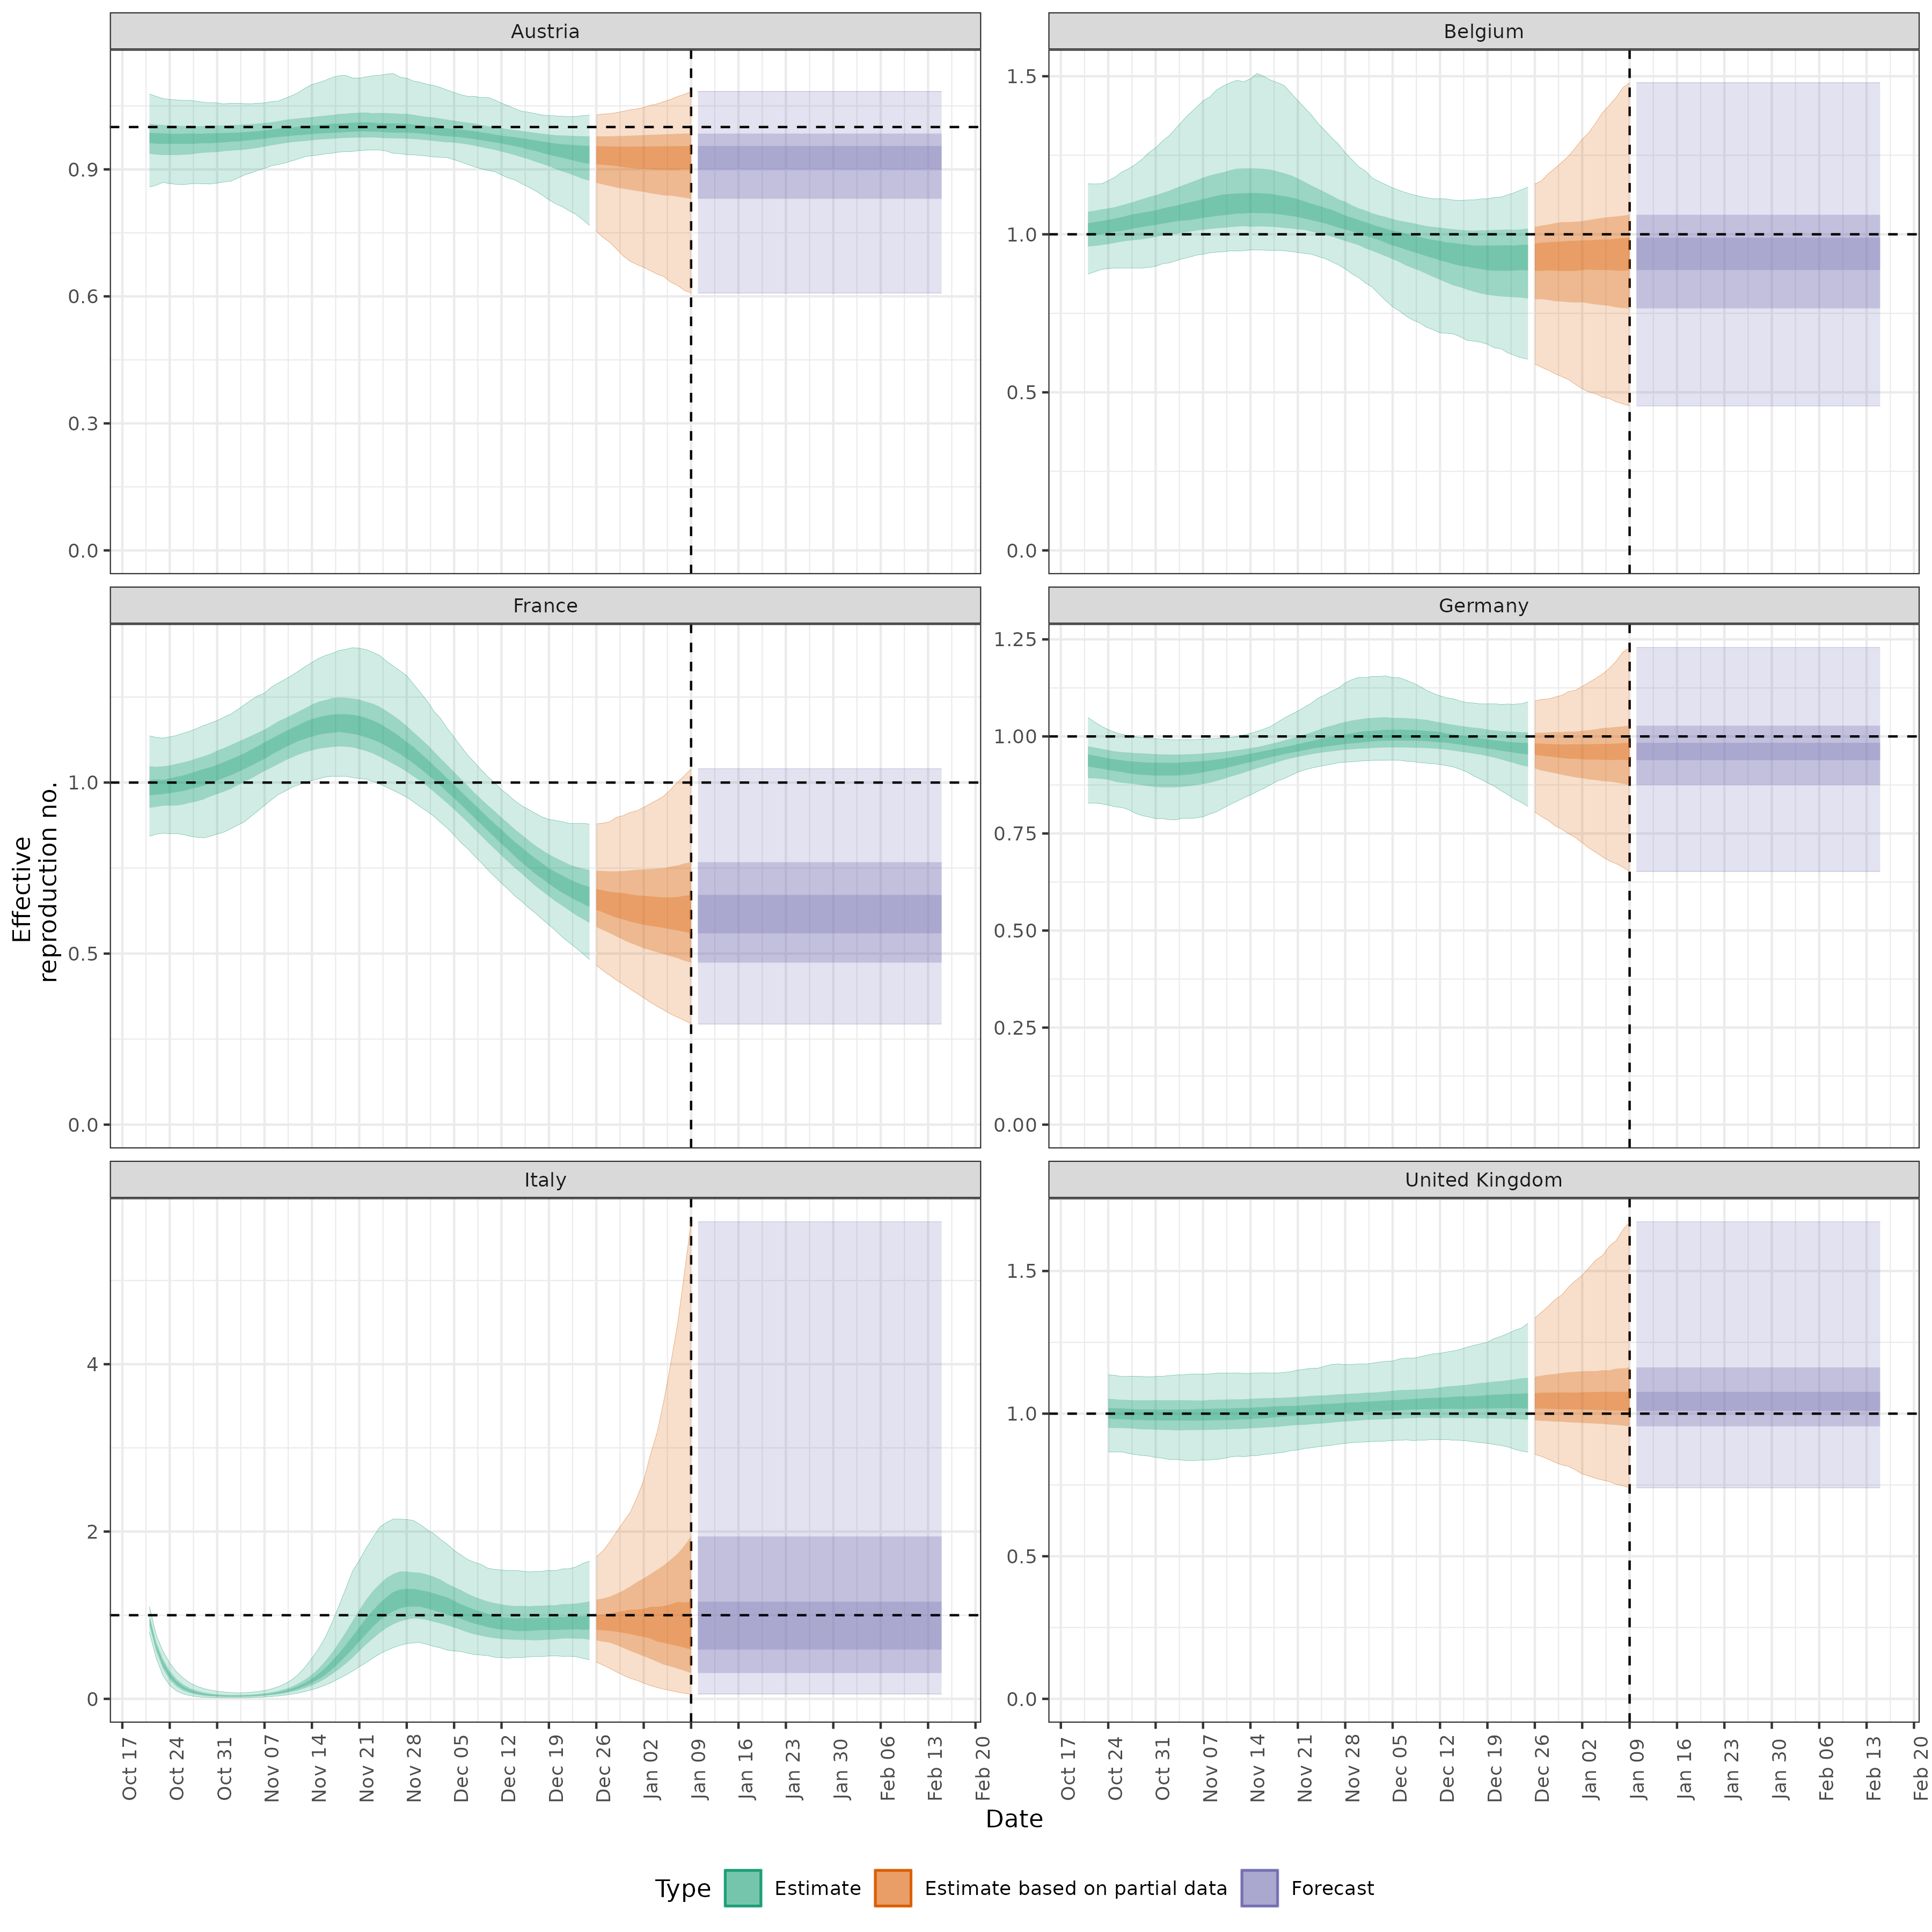 Austria
Belgium
0.9
0.6
0.3
0.0
1.5
1.0
0.5
0.0
France
Germany
1.0
0.5
0.0
1.25
1.00
0.75
0.50
0.25
0.00
Italy
United Kingdom
4
2
0
1.5
1.0
0.5
0.0
Effective
reproduction no.
Oct 17
Oct 24
Oct 31
Nov 07
Nov 14
Nov 21
Nov 28
Dec 05
Dec 12
Dec 19
Dec 26
Jan 02
Jan 09
Jan 16
Jan 23
Jan 30
Feb 06
Feb 13
Feb 20
Oct 17
Oct 24
Oct 31
Nov 07
Nov 14
Nov 21
Nov 28
Dec 05
Dec 12
Dec 19
Dec 26
Jan 02
Jan 09
Jan 16
Jan 23
Jan 30
Feb 06
Feb 13
Feb 20
Date
Type
Estimate
Estimate based on partial data
Forecast